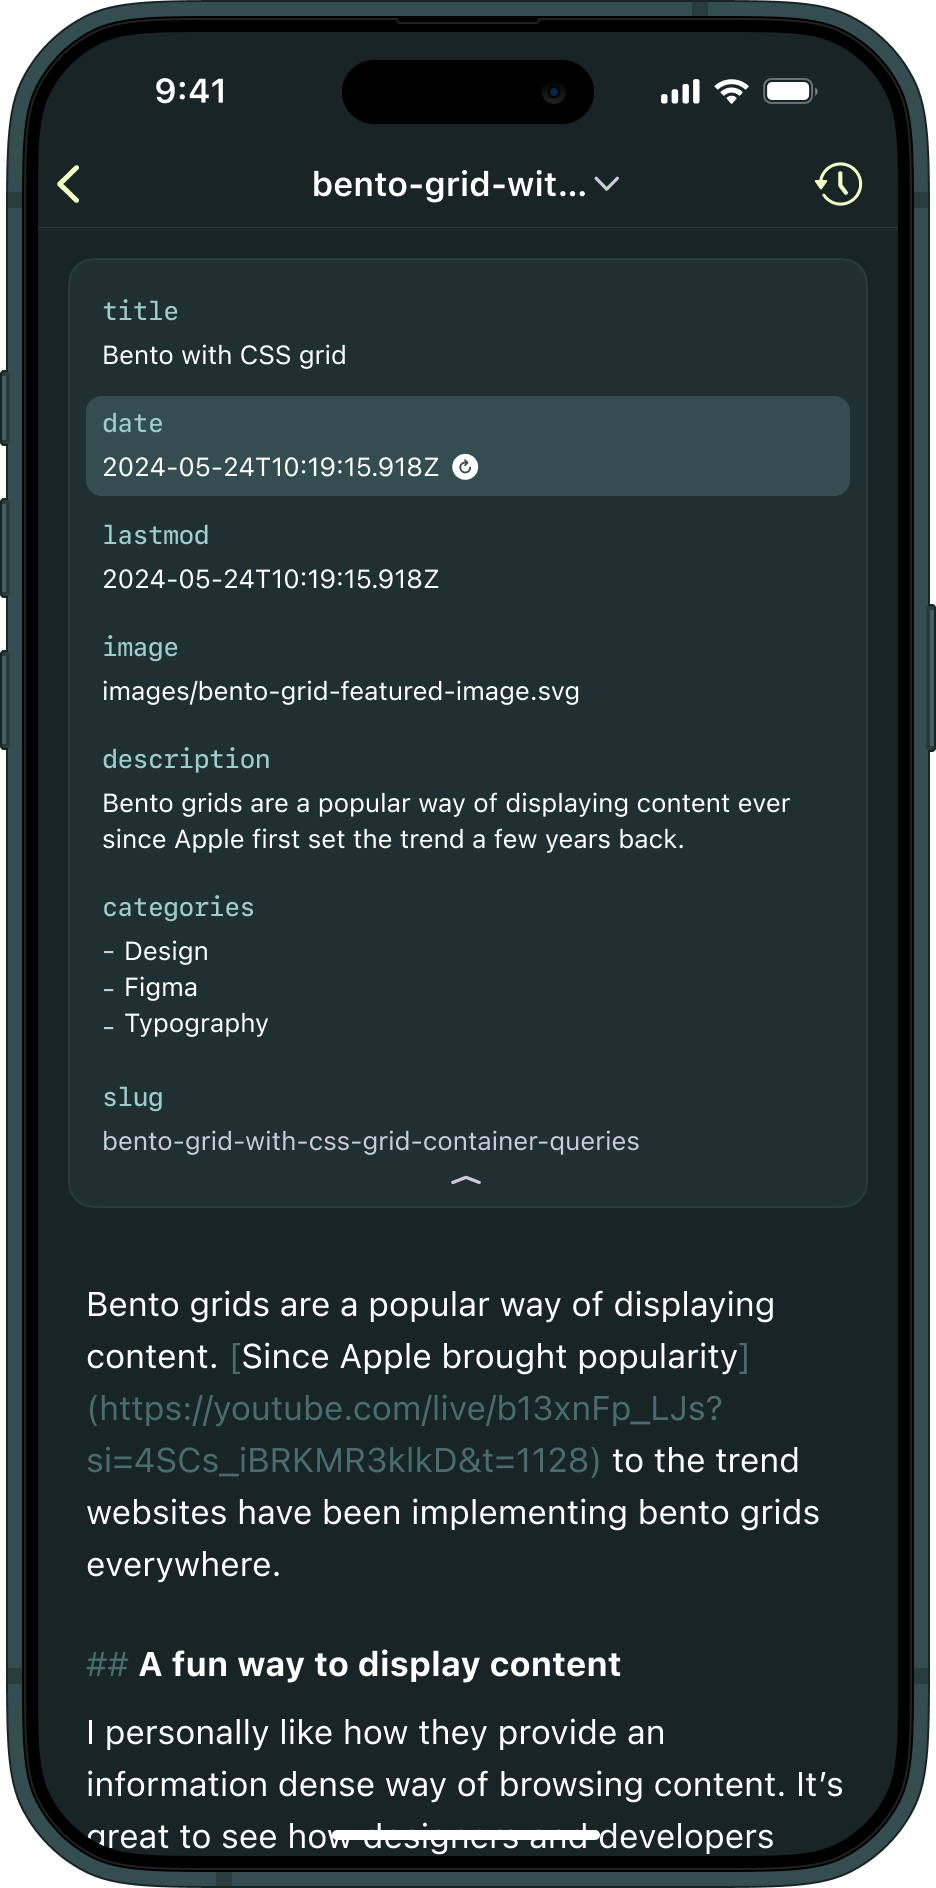 9:41
bento-grid-wit...
title
Bento with CSS grid
date
2024-05-24T10:19:15.918Z
lastmod
2024-05-24T10:19:15.918Z
image
images/bento-grid-featured-image.svg
description
Bento grids are a popular way of displaying content ever
since Apple first set the trend a few years back.
categories
- Design
- Figma
- Typography
slug
bento-grid-with-css-grid-container-queries
Bento grids are a popular way of displaying
content. [Since Apple brought popularity]
(https://youtube.com/live/b13xnFp_LJs?
si=4SCs_iBRKMR3klkD&t=1128) to the trend
websites have been implementing bento grids
everywhere.
## A fun way to display content
I personally like how they provide an
information dense way of browsing content. It’s
great to see how designers and developers